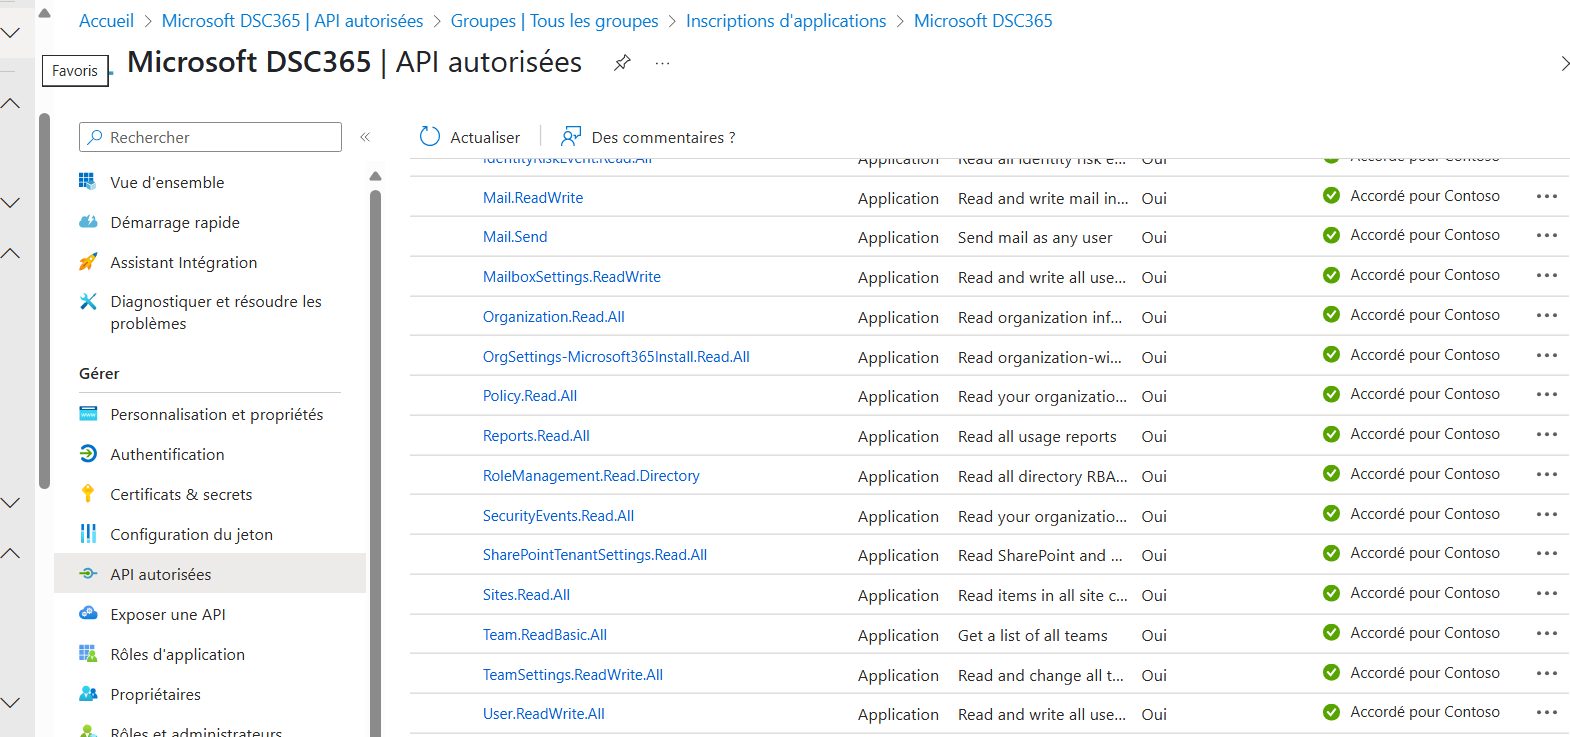 Accueil > Microsoft DSC365 | API autorisées > Groupes | Tous les groupes > Inscriptions d'applications > Microsoft DSC365
Microsoft DSC365 | API autorisées
Favoris
Rechercher
Vue d'ensemble
Démarrage rapide
Assistant Intégration
Diagnostiquer et résoudre les
problèmes
Gérer
Personnalisation et propriétés
Authentification
Certificats & secrets
Configuration du jeton
API autorisées
Exposer une API
Rôles d'application
Propriétaires
Rôles et administrateurs
Actualiser Des commentaires ?
IdentityRiskEvent.Read.All Application Read all identity risk e... Oui Accordé pour Contoso
Mail.ReadWrite Application Read and write mail in... Oui Accordé pour Contoso
Mail.Send Application Send mail as any user Oui Accordé pour Contoso
MailboxSettings.ReadWrite Application Read and write all use... Oui Accordé pour Contoso
Organization.Read.All Application Read organization inf... Oui Accordé pour Contoso
OrgSettings-Microsoft365Install.Read.All Application Read organization-wi... Oui Accordé pour Contoso
Policy.Read.All Application Read your organizatio... Oui Accordé pour Contoso
Reports.Read.All Application Read all usage reports Oui Accordé pour Contoso
RoleManagement.Read.Directory Application Read all directory RBA... Oui Accordé pour Contoso
SecurityEvents.Read.All Application Read your organizatio... Oui Accordé pour Contoso
SharePointTenantSettings.Read.All Application Read SharePoint and ... Oui Accordé pour Contoso
Sites.Read.All Application Read items in all site c... Oui Accordé pour Contoso
Team.ReadBasic.All Application Get a list of all teams Oui Accordé pour Contoso
TeamSettings.ReadWrite.All Application Read and change all t... Oui Accordé pour Contoso
User.ReadWrite.All Application Read and write all use... Oui Accordé pour Contoso